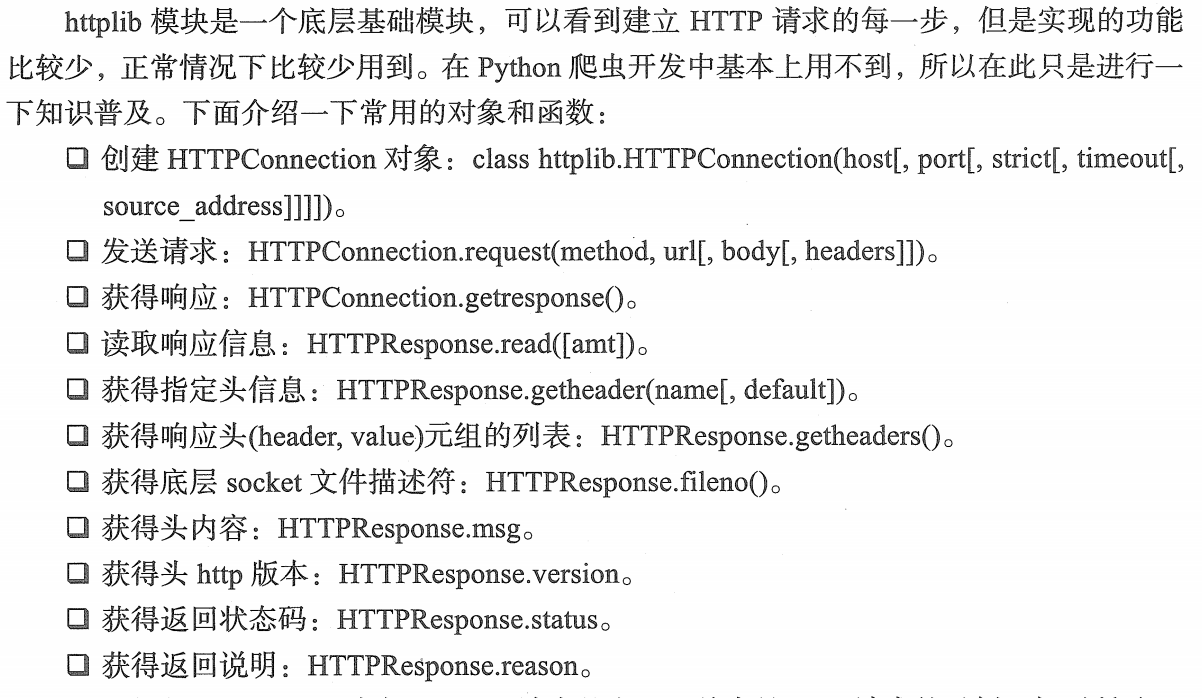 httplib 模块是一个底层基础模块，可以看到建立 HTTP 请求的每一步，但是实现的功能
比较少，正常情况下比较少用到。在 Python 爬虫开发中基本上用不到，所以在此只是进行一
下知识普及。下面介绍一下常用的对象和函数：
❑ 创建 HTTPConnection 对象：class httplib.HTTPConnection(host[, port[, strict[, timeout[,
source_address]]]])。
❑ 发送请求：HTTPConnection.request(method, url[, body[, headers]])。
❑ 获得响应：HTTPConnection.getresponse()。
❑ 读取响应信息：HTTPResponse.read([amt])。
❑ 获得指定头信息：HTTPResponse.getheader(name[, default])。
❑ 获得响应头(header, value)元组的列表：HTTPResponse.getheaders()。
❑ 获得底层 socket 文件描述符：HTTPResponse.fileno()。
❑ 获得头内容：HTTPResponse.msg。
❑ 获得头 http 版本：HTTPResponse.version。
❑ 获得返回状态码：HTTPResponse.status。
❑ 获得返回说明：HTTPResponse.reason。